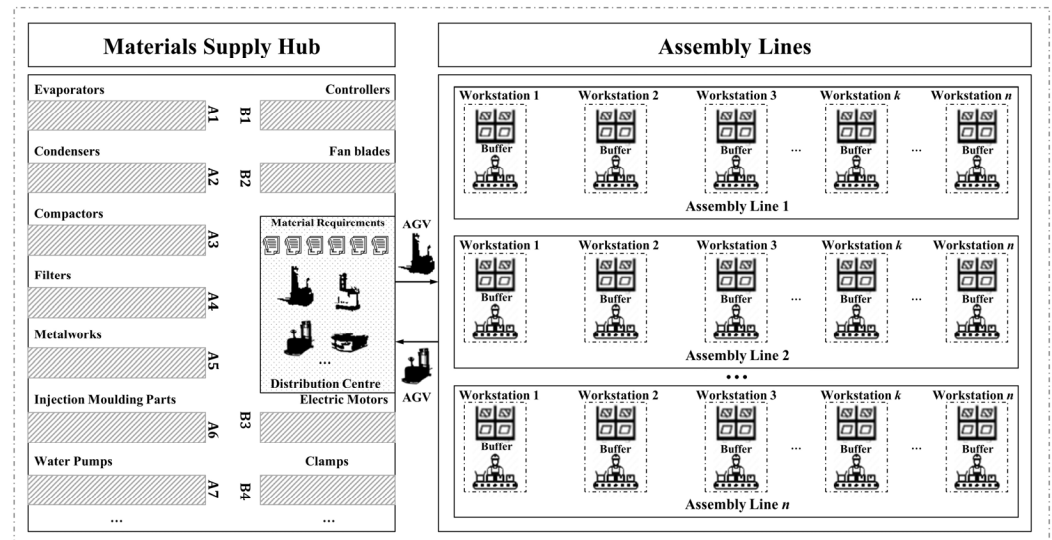 Materials Supply Hub
Evaporators
A1
Condensers
A2
Compactors
A3
Filters
A4
Metalworks
A5
Injection Moulding Parts
A6
Water Pumps
A7
...
Controllers
B1
Fan blades
B2
Material Requirements
...
Distribution Centre
Electric Motors
B3
Clamps
B4
...
AGV
AGV
Assembly Lines
Workstation 1 Workstation 2 Workstation 3 Workstation k Workstation n
Buffer Buffer Buffer ... Buffer ... Buffer
Assembly Line 1
Workstation 1 Workstation 2 Workstation 3 Workstation k Workstation n
Buffer Buffer Buffer ... Buffer ... Buffer
Assembly Line 2
...
Workstation 1 Workstation 2 Workstation 3 Workstation k Workstation n
Buffer Buffer Buffer ... Buffer ... Buffer
Assembly Line n